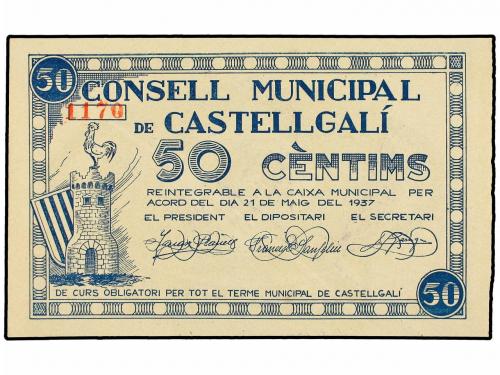 50
CONSELL MUNICIPAL
1170
DE CASTELLGALÍ
50 CÈNTIMS
REINTEGRABLE A LA CAIXA MUNICIPAL PER
ACORD DEL DIA 21 DE MAIG DEL 1937
EL PRESIDENT EL DIPOSITARI EL SECRETARI
DE CURS OBLIGATORI PER TOT EL TERME MUNICIPAL DE CASTELLGALÍ
50